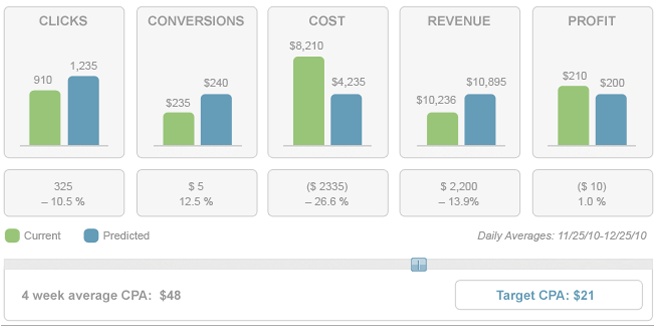 CLICKS
910
1,235
325
– 10.5 %
CONVERSIONS
$235
$240
$ 5
12.5 %
COST
$8,210
$4,235
($ 2335)
– 26.6 %
REVENUE
$10,236
$10,895
$ 2,200
– 13.9%
PROFIT
$210
$200
($ 10)
1.0 %
Current
Predicted
Daily Averages: 11/25/10-12/25/10
4 week average CPA: $48
Target CPA: $21